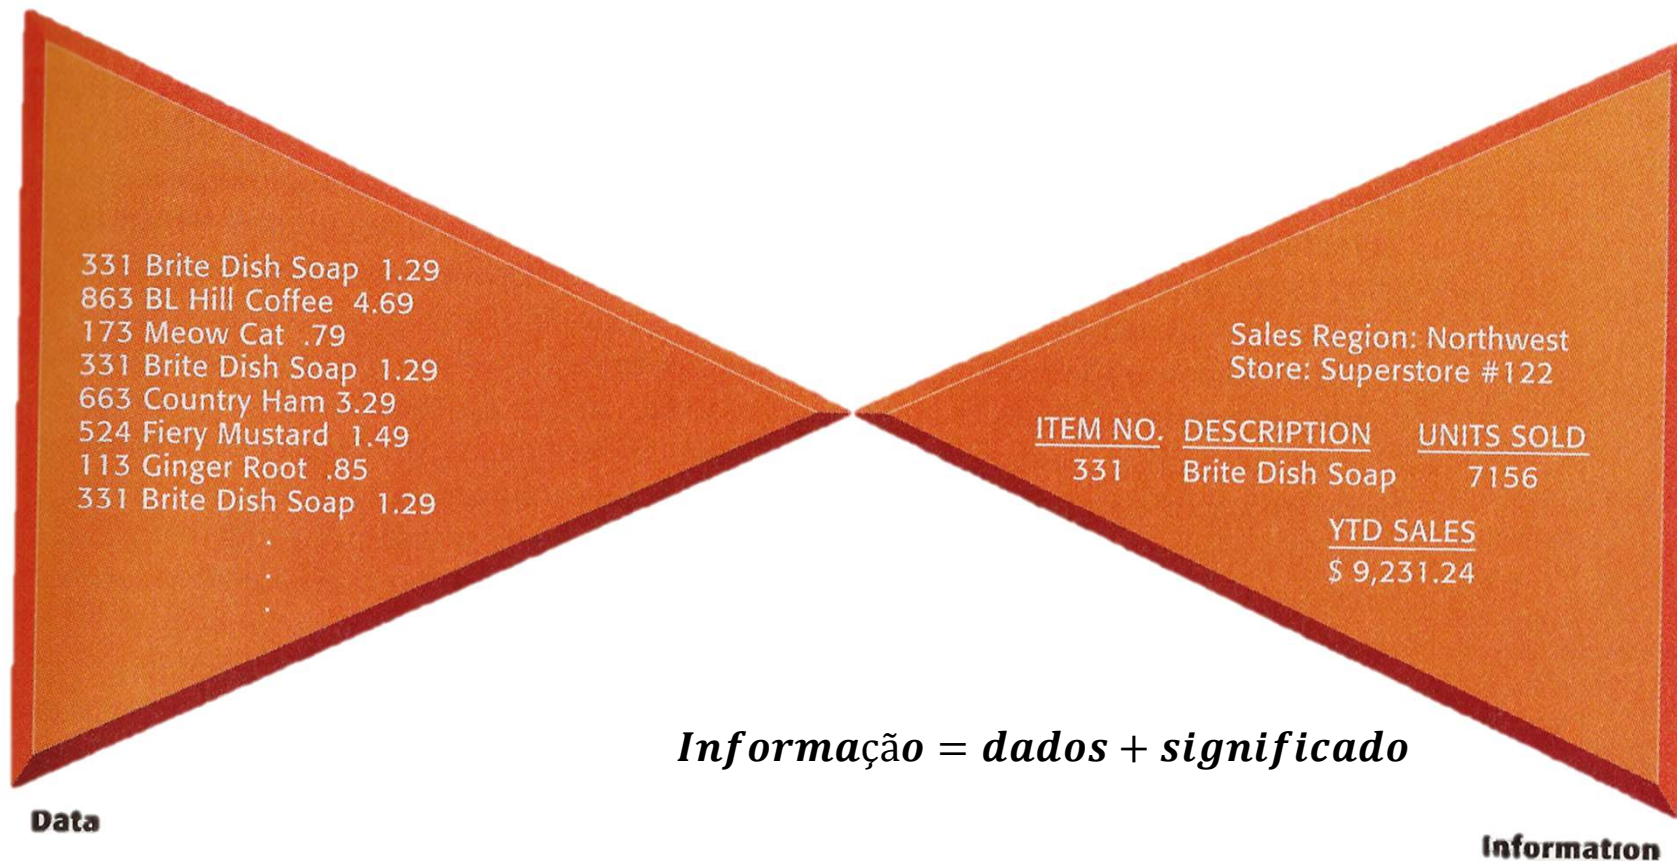 331 Brite Dish Soap 1.29
863 BL Hill Coffee 4.69
173 Meow Cat .79
331 Brite Dish Soap 1.29
663 Country Ham 3.29
524 Fiery Mustard 1.49
113 Ginger Root .85
331 Brite Dish Soap 1.29
.
.
.
Data
Sales Region: Northwest
Store: Superstore #122
ITEM NO. DESCRIPTION UNITS SOLD
331 Brite Dish Soap 7156
YTD SALES
$ 9,231.24
Informação = dados + significado
Information